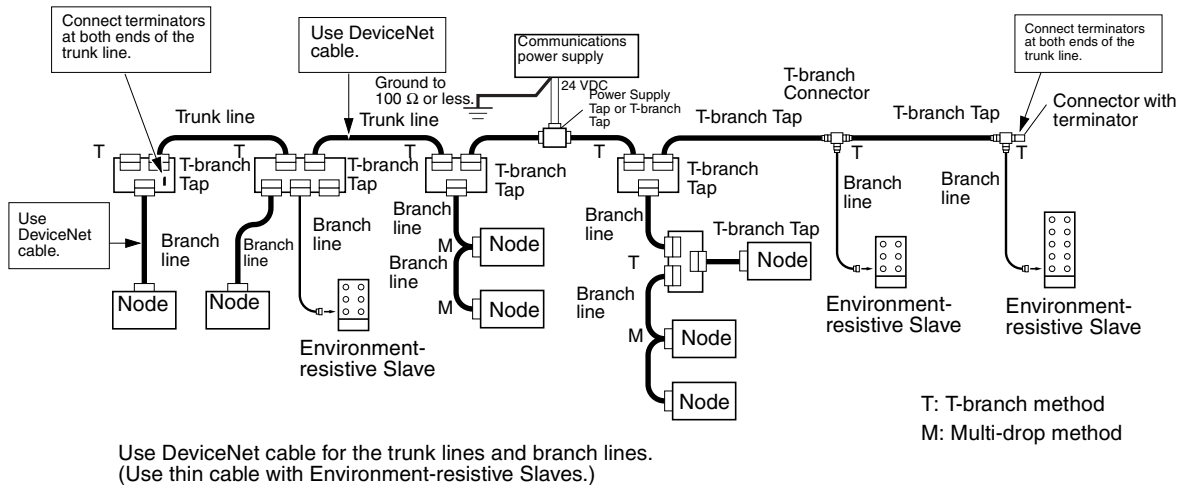 Connect terminators
at both ends of the
trunk line.
Use DeviceNet
cable.
Communications
power supply
Connect terminators
at both ends of the
trunk line.
Ground to
100 Ω or less.
24 VDC
Power Supply
Tap or T-branch
Tap
T-branch
Connector
Trunk line
Trunk line
T-branch Tap
T-branch Tap
Connector with
terminator
T
T
T
T
T
T
T-branch
Tap
T-branch
Tap
T-branch
Tap
T-branch
Tap
Use
DeviceNet
cable.
Branch
line
Branch
line
Branch
line
Branch
line
M
Node
Branch
line
M
Node
Branch
line
T-branch Tap
T
Node
Branch
line
M
Node
Node
Branch
line
Branch
line
Node
Node
Environment-
resistive Slave
Environment-
resistive Slave
Environment-
resistive Slave
T: T-branch method
M: Multi-drop method
Use DeviceNet cable for the trunk lines and branch lines.
(Use thin cable with Environment-resistive Slaves.)